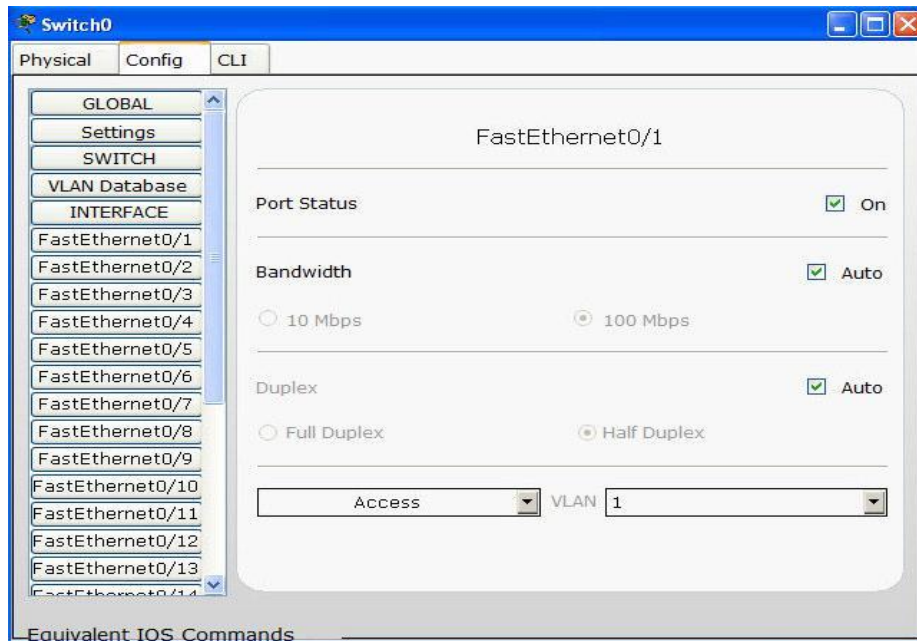 Switch0
Physical Config CLI
GLOBAL
Settings
SWITCH
VLAN Database
INTERFACE
FastEthernet0/1
FastEthernet0/2
FastEthernet0/3
FastEthernet0/4
FastEthernet0/5
FastEthernet0/6
FastEthernet0/7
FastEthernet0/8
FastEthernet0/9
FastEthernet0/10
FastEthernet0/11
FastEthernet0/12
FastEthernet0/13
FastEthernet0/14
FastEthernet0/1
Port Status On
Bandwidth Auto
10 Mbps 100 Mbps
Duplex Auto
Full Duplex Half Duplex
Access VLAN 1
Equivalent IOS Commands